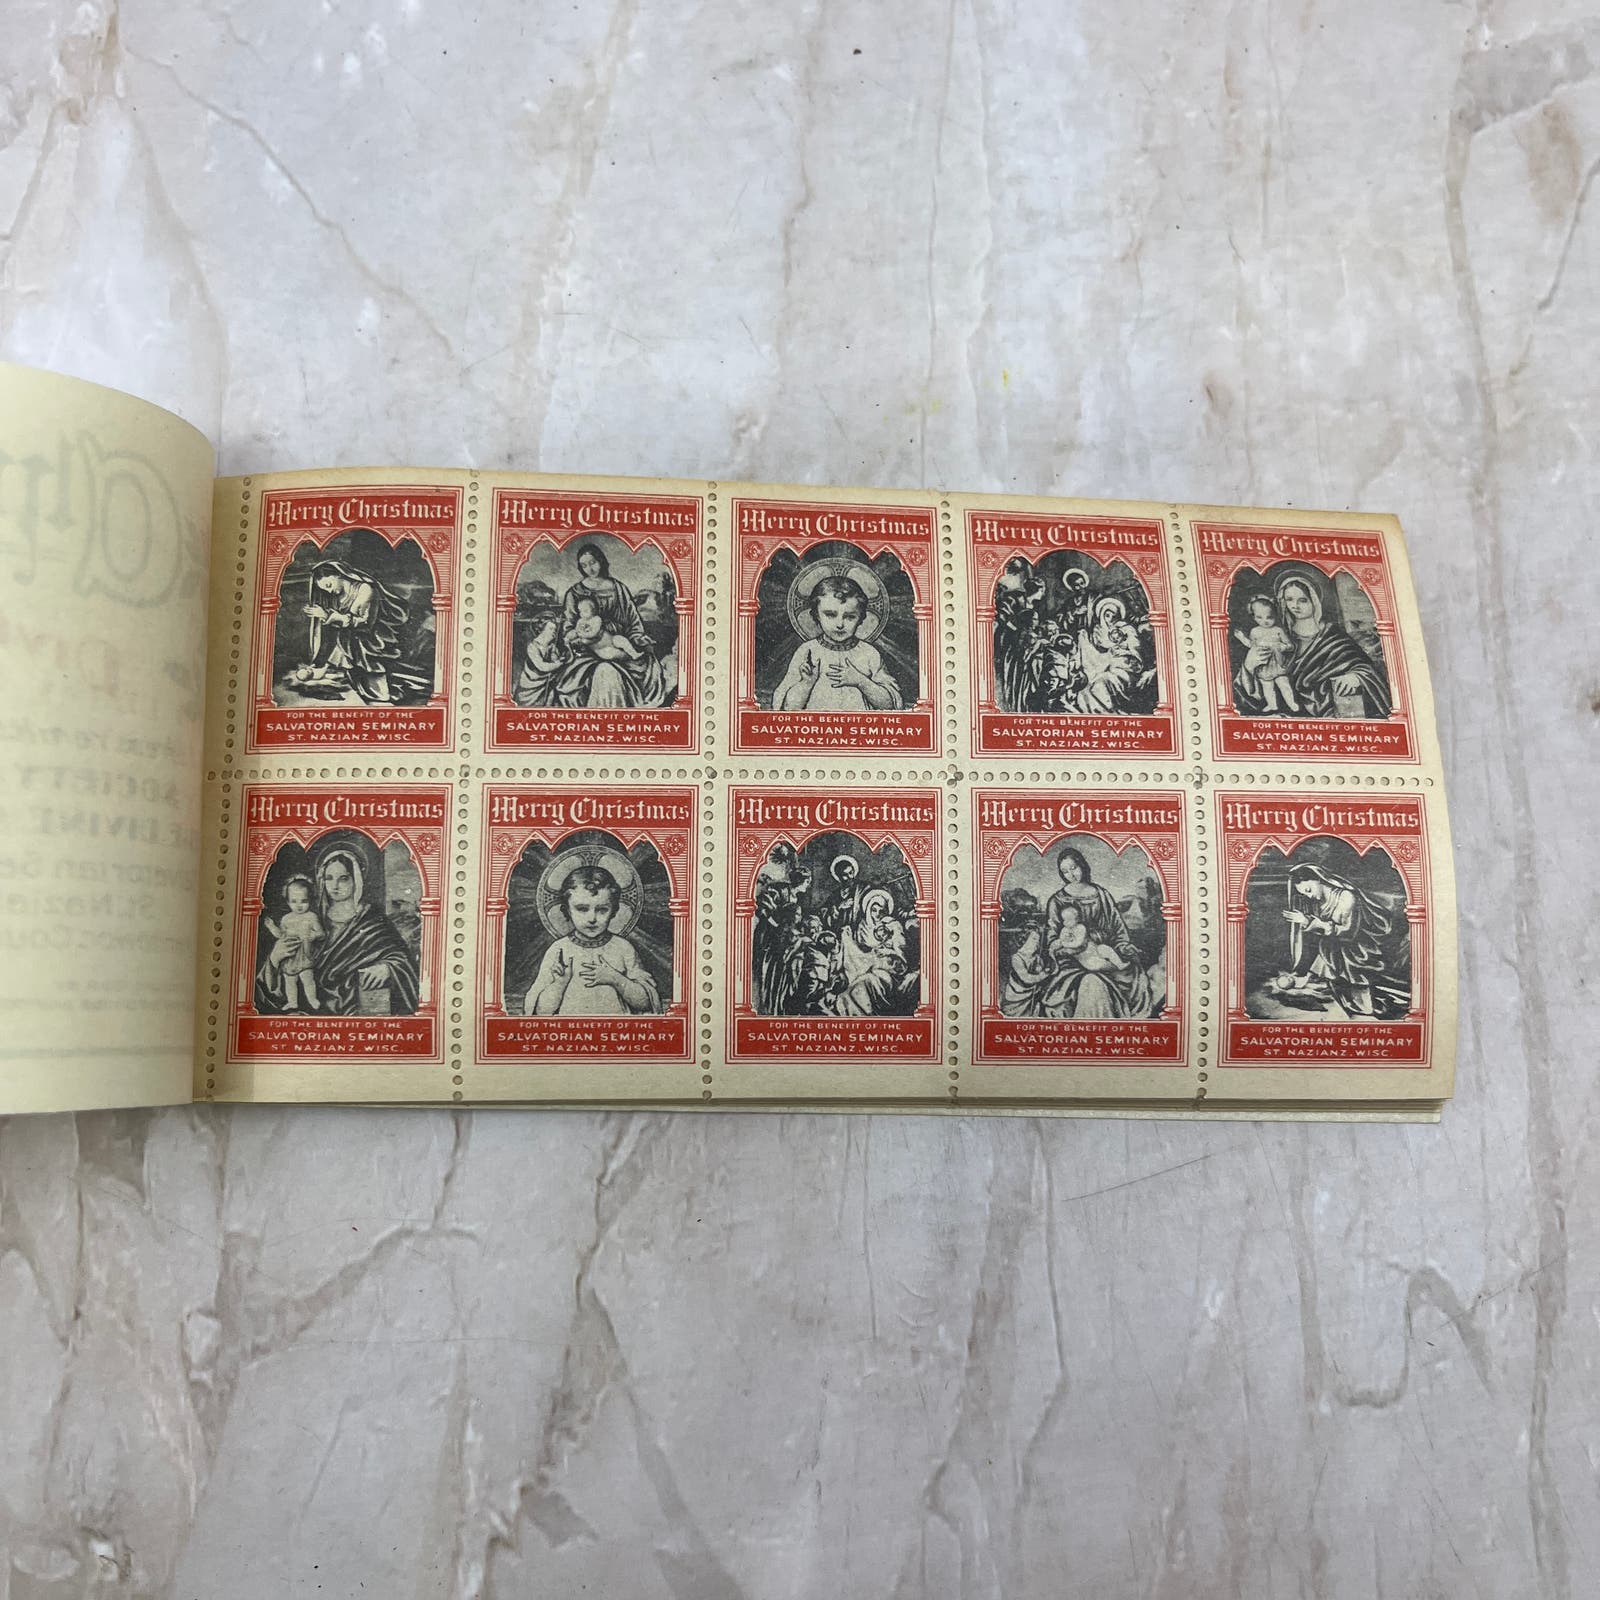 Merry Christmas
FOR THE BENEFIT OF THE
SALVATORIAN SEMINARY
ST. NAZIANZ, WISC.
Merry Christmas
FOR THE BENEFIT OF THE
SALVATORIAN SEMINARY
ST. NAZIANZ, WISC.
Merry Christmas
FOR THE BENEFIT OF THE
SALVATORIAN SEMINARY
ST. NAZIANZ, WISC.
Merry Christmas
FOR THE BENEFIT OF THE
SALVATORIAN SEMINARY
ST. NAZIANZ, WISC.
Merry Christmas
FOR THE BENEFIT OF THE
SALVATORIAN SEMINARY
ST. NAZIANZ, WISC.
Merry Christmas
FOR THE BENEFIT OF THE
SALVATORIAN SEMINARY
ST. NAZIANZ, WISC.
Merry Christmas
FOR THE BENEFIT OF THE
SALVATORIAN SEMINARY
ST. NAZIANZ, WISC.
Merry Christmas
FOR THE BENEFIT OF THE
SALVATORIAN SEMINARY
ST. NAZIANZ, WISC.
Merry Christmas
FOR THE BENEFIT OF THE
SALVATORIAN SEMINARY
ST. NAZIANZ, WISC.
Merry Christmas
FOR THE BENEFIT OF THE
SALVATORIAN SEMINARY
ST. NAZIANZ, WISC.